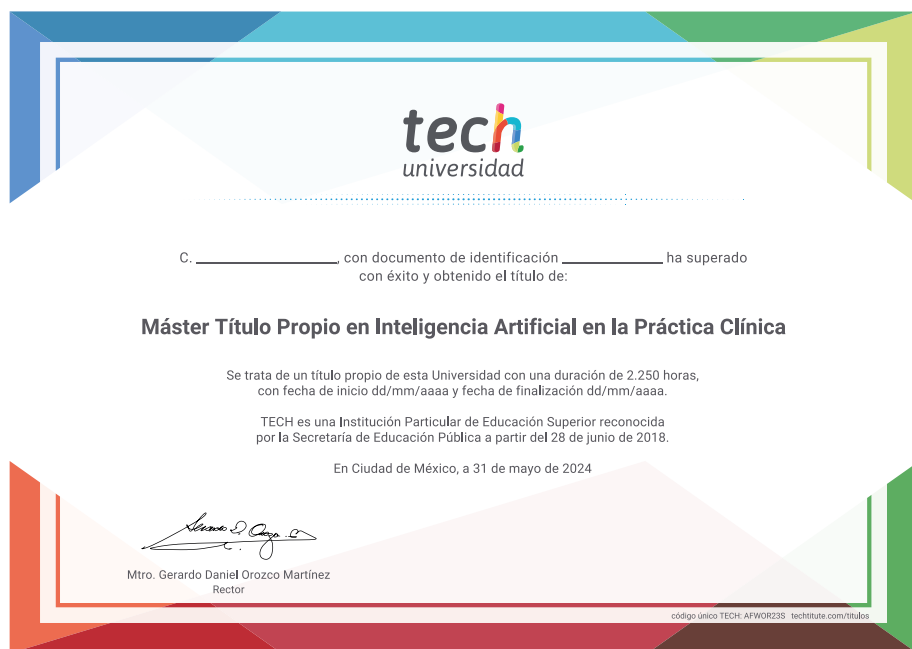 tech
universidad
C. ____________, con documento de identificación ____________ ha superado
con éxito y obtenido el título de:
Máster Título Propio en Inteligencia Artificial en la Práctica Clínica
Se trata de un título propio de esta Universidad con una duración de 2.250 horas,
con fecha de inicio dd/mm/aaaa y fecha de finalización dd/mm/aaaa.
TECH es una Institución Particular de Educación Superior reconocida
por la Secretaría de Educación Pública a partir del 28 de junio de 2018.
En Ciudad de México, a 31 de mayo de 2024
Mtro. Gerardo Daniel Orozco Martínez
Rector
código único TECH: AFWOR23S techtitute.com/titulos